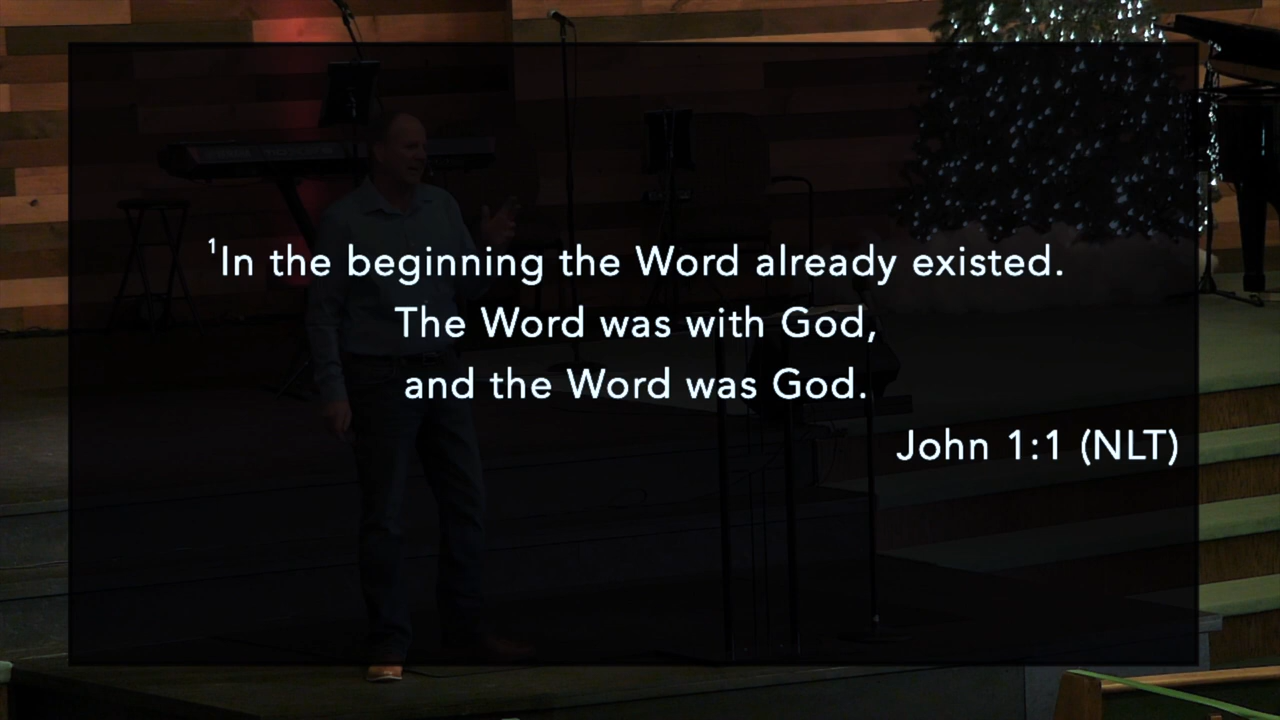 ¹In the beginning the Word already existed.
The Word was with God,
and the Word was God.
John 1:1 (NLT)